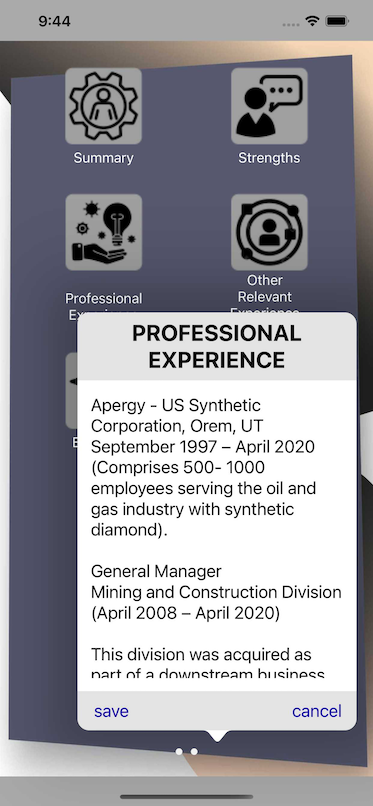 9:44
Summary
Strengths
Professional
Other
Relevant
PROFESSIONAL
EXPERIENCE
Apergy - US Synthetic
Corporation, Orem, UT
September 1997 – April 2020
(Comprises 500- 1000
employees serving the oil and
gas industry with synthetic
diamond).
General Manager
Mining and Construction Division
(April 2008 – April 2020)
This division was acquired as
part of a downstream business
save
cancel